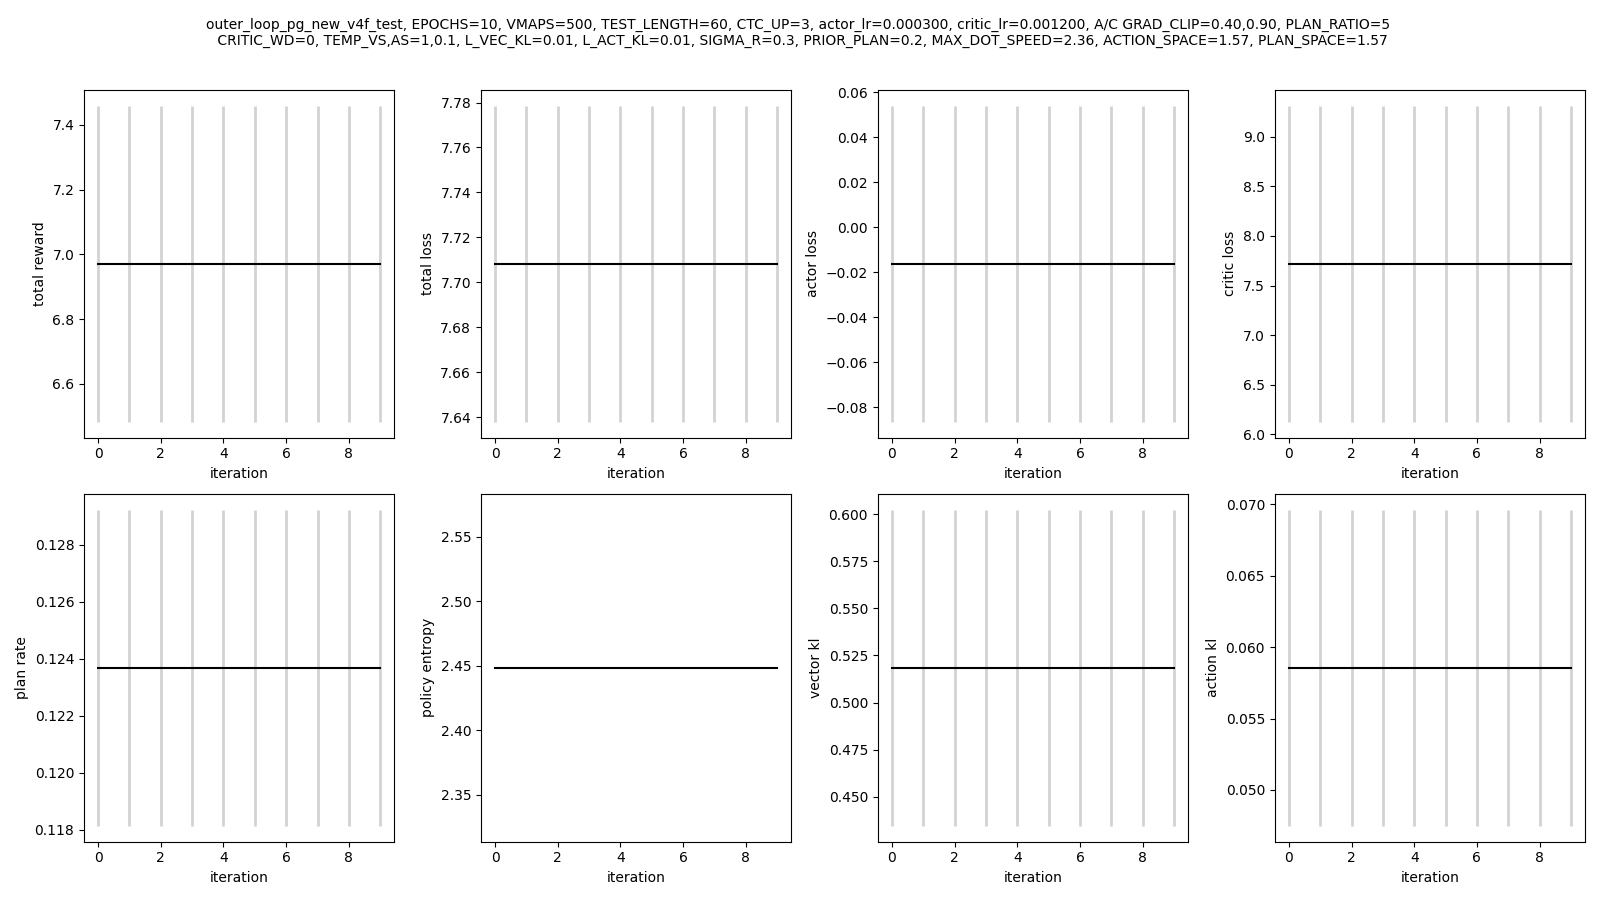 outer_loop_pg_new_v4f_test, EPOCHS=10, VMAPS=500, TEST_LENGTH=60, CTC_UP=3, actor_lr=0.000300, critic_lr=0.001200, A/C GRAD_CLIP=0.40,0.90, PLAN_RATIO=5
CRITIC_WD=0, TEMP_VS,AS=1,0.1, L_VEC_KL=0.01, L_ACT_KL=0.01, SIGMA_R=0.3, PRIOR_PLAN=0.2, MAX_DOT_SPEED=2.36, ACTION_SPACE=1.57, PLAN_SPACE=1.57
total reward
7.4
7.2
7.0
6.8
6.6
0 2 4 6 8
iteration
total loss
7.78
7.76
7.74
7.72
7.70
7.68
7.66
7.64
0 2 4 6 8
iteration
actor loss
0.06
0.04
0.02
0.00
−0.02
−0.04
−0.06
−0.08
0 2 4 6 8
iteration
critic loss
9.0
8.5
8.0
7.5
7.0
6.5
6.0
0 2 4 6 8
iteration
plan rate
0.128
0.126
0.124
0.122
0.120
0.118
0 2 4 6 8
iteration
policy entropy
2.55
2.50
2.45
2.40
2.35
0 2 4 6 8
iteration
vector kl
0.600
0.575
0.550
0.525
0.500
0.475
0.450
0 2 4 6 8
iteration
action kl
0.070
0.065
0.060
0.055
0.050
0 2 4 6 8
iteration